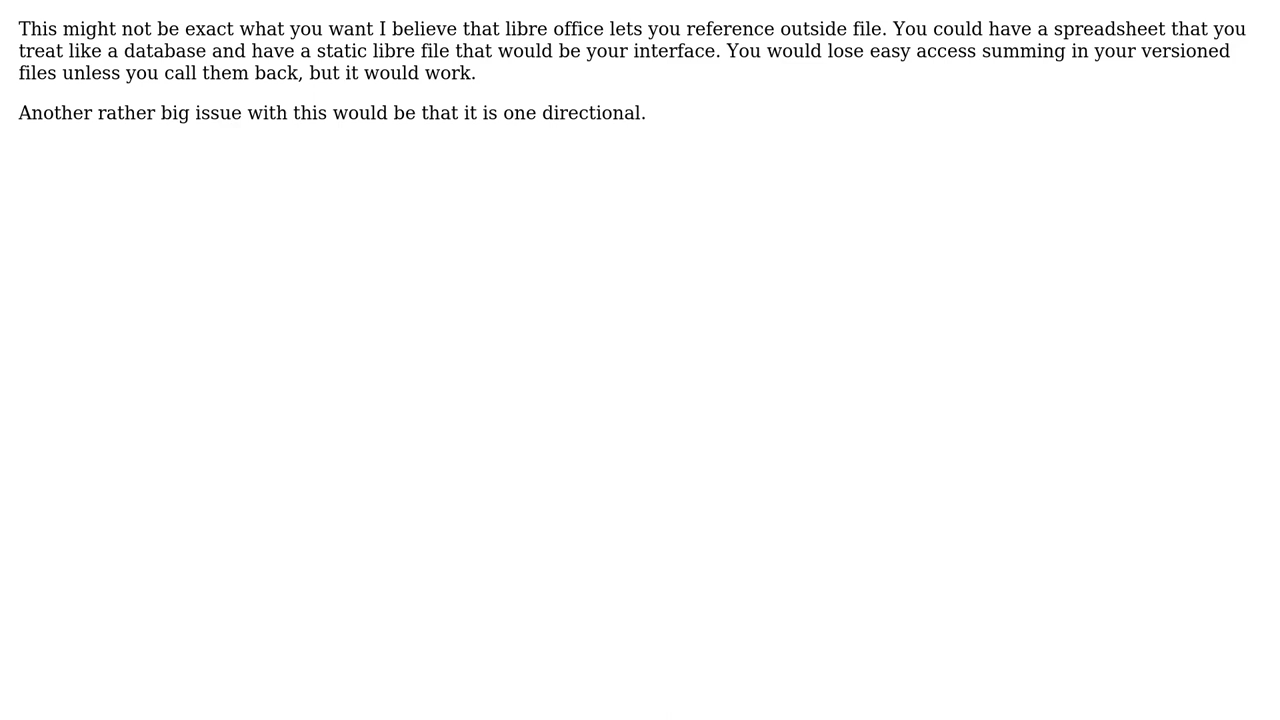 This might not be exact what you want I believe that libre office lets you reference outside file. You could have a spreadsheet that you
treat like a database and have a static libre file that would be your interface. You would lose easy access summing in your versioned
files unless you call them back, but it would work.
Another rather big issue with this would be that it is one directional.